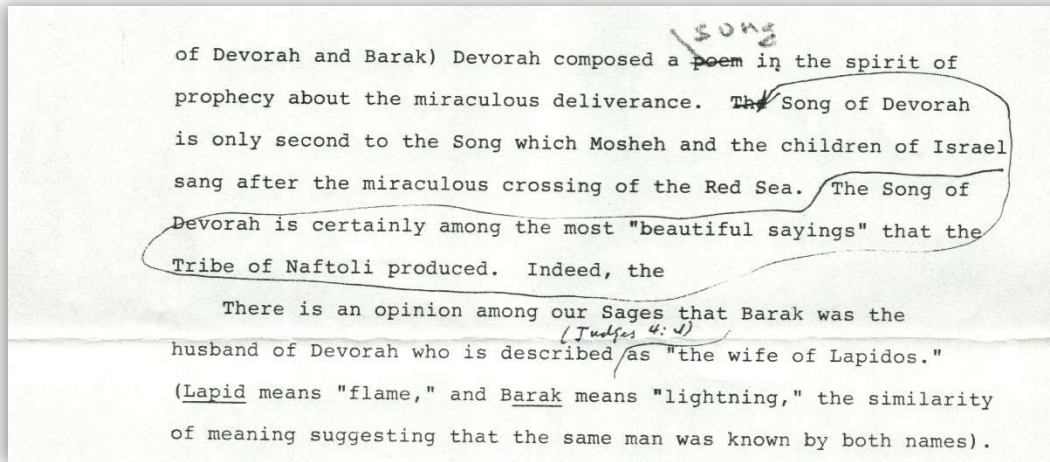 song
of Devorah and Barak) Devorah composed a poem in the spirit of
prophecy about the miraculous deliverance. The Song of Devorah
is only second to the Song which Mosheh and the children of Israel
sang after the miraculous crossing of the Red Sea. The Song of
Devorah is certainly among the most "beautiful sayings" that the
Tribe of Naftoli produced. Indeed, the
There is an opinion among our Sages that Barak was the
(Judges 4:4)
husband of Devorah who is described as "the wife of Lapidos."
(Lapid means "flame," and Barak means "lightning," the similarity
of meaning suggesting that the same man was known by both names).